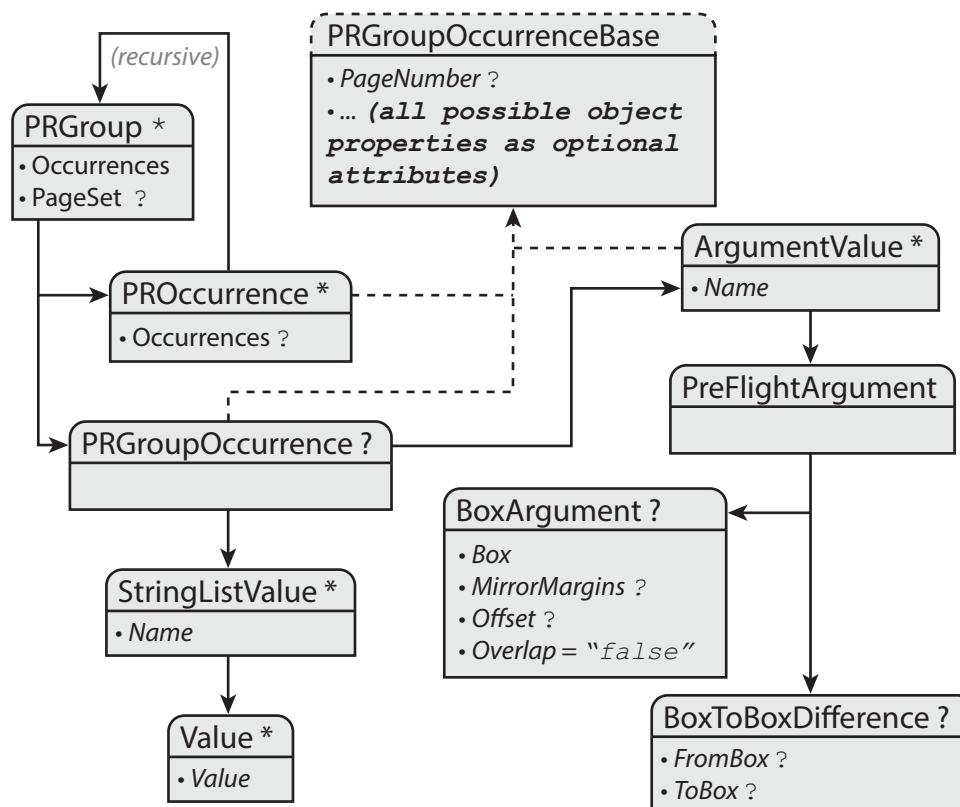 (recursive)
PRGroup *
• Occurrences
• PageSet ?
PRGroupOccurrenceBase
• PageNumber ?
• … (all possible object
properties as optional
attributes)
PROccurrence *
• Occurrences ?
ArgumentValue *
• Name
PreFlightArgument
PRGroupOccurrence ?
BoxArgument ?
• Box
• MirrorMargins ?
• Offset ?
• Overlap = “false”
StringListValue *
• Name
Value *
• Value
BoxToBoxDifference ?
• FromBox ?
• ToBox ?